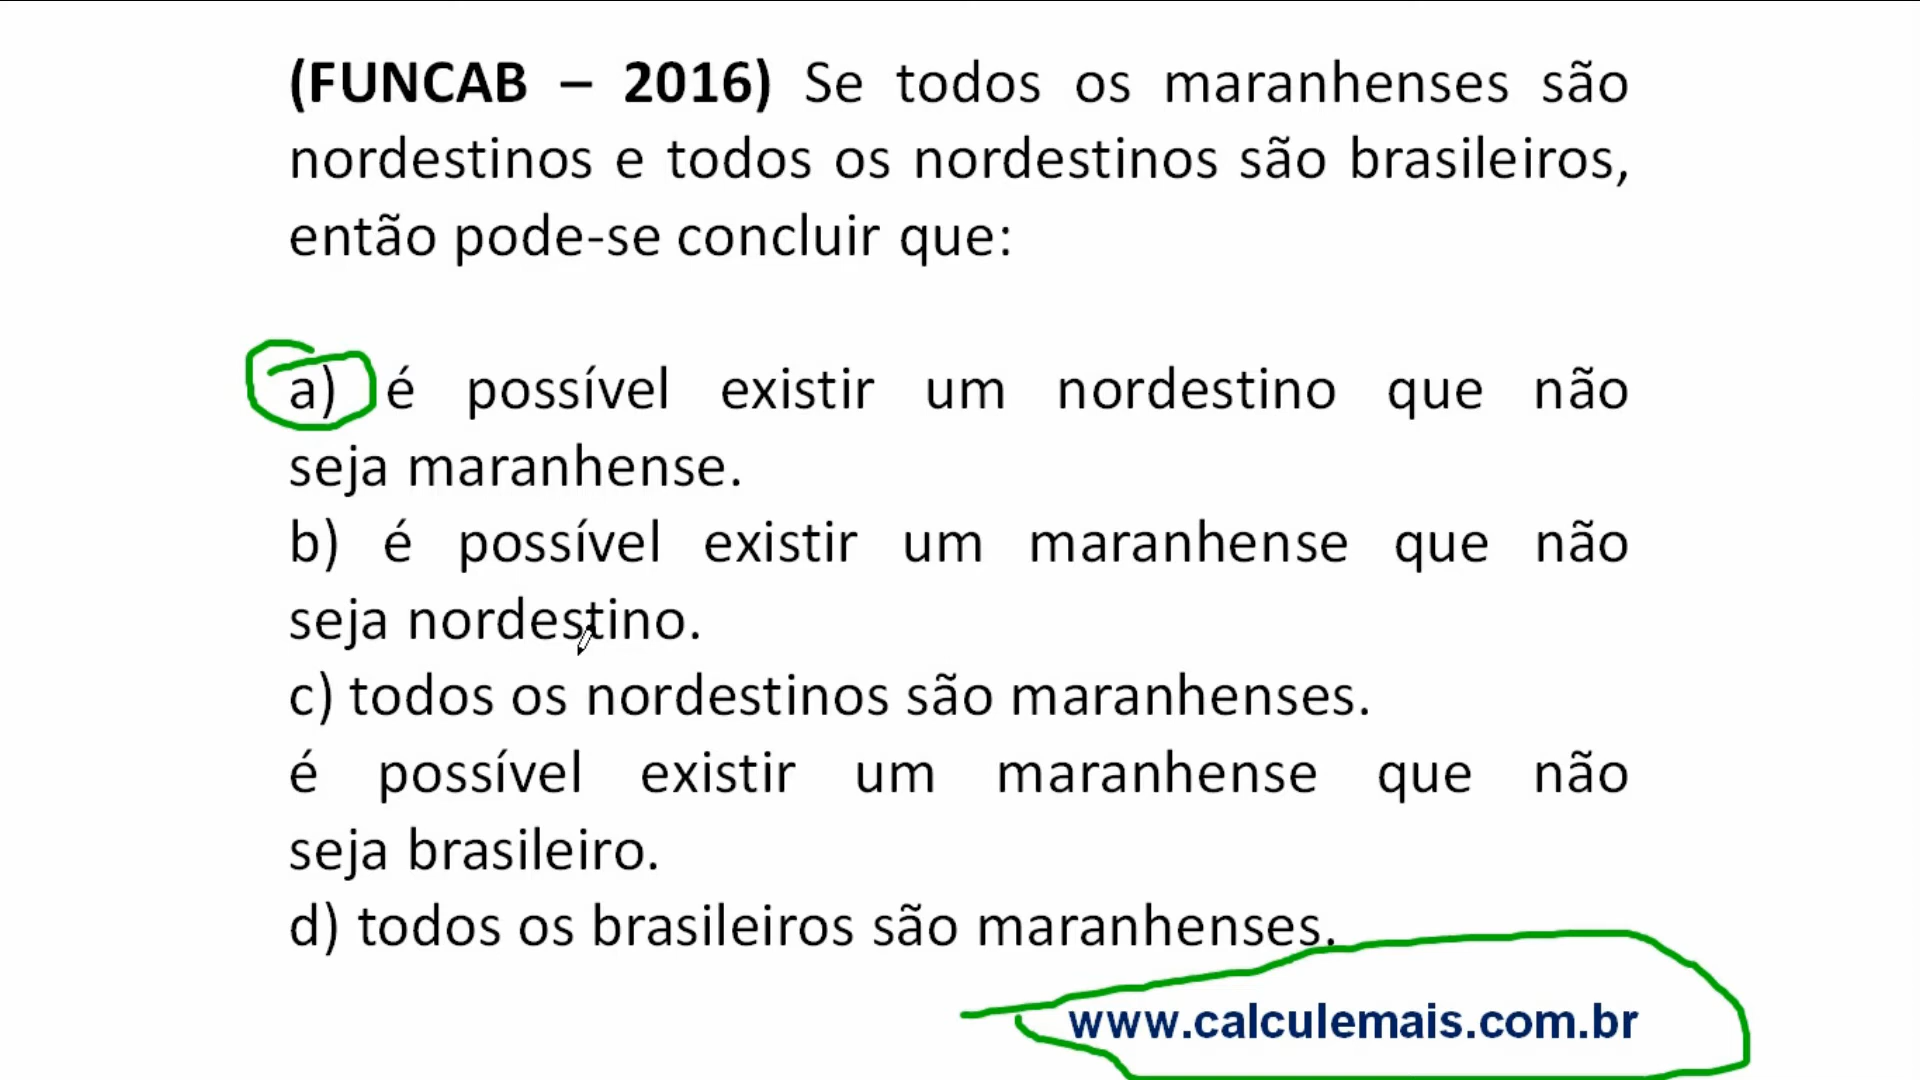 (FUNCAB – 2016) Se todos os maranhenses são
nordestinos e todos os nordestinos são brasileiros,
então pode-se concluir que:
a) é possível existir um nordestino que não
seja maranhense.
b) é possível existir um maranhense que não
seja nordestino.
c) todos os nordestinos são maranhenses.
é possível existir um maranhense que não
seja brasileiro.
d) todos os brasileiros são maranhenses.
www.calculemais.com.br